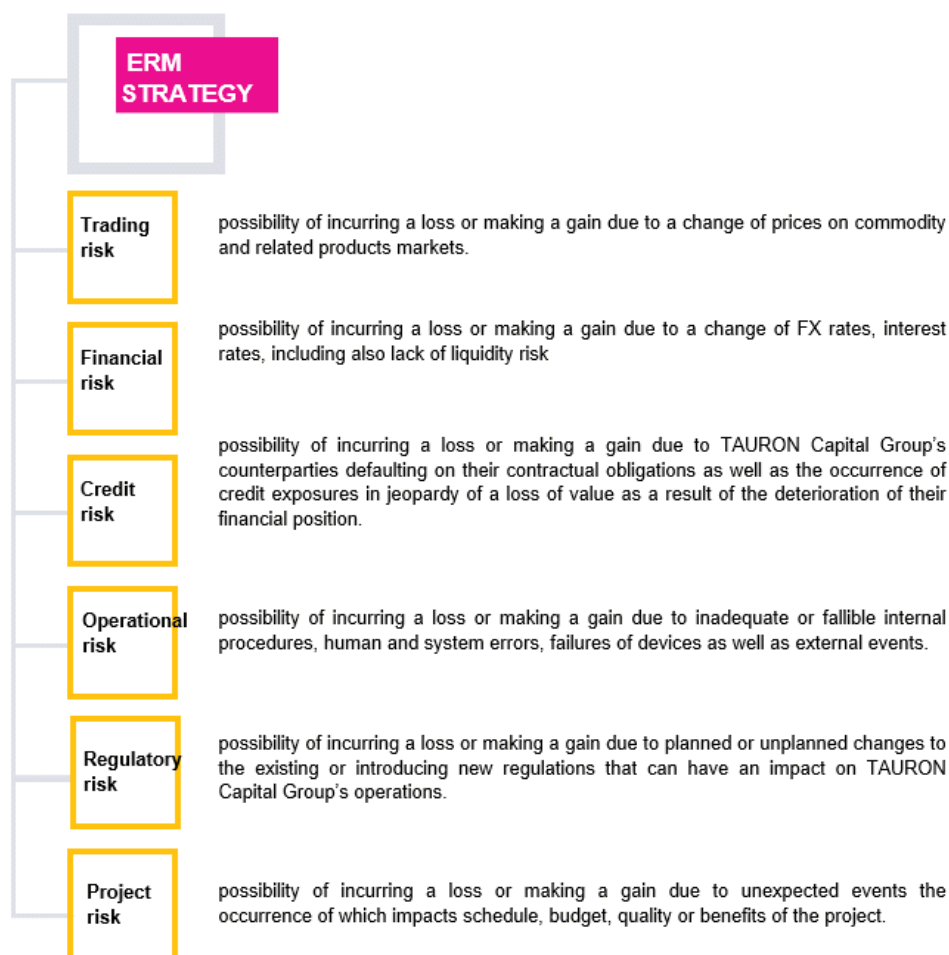 ERM
STRATEGY
Trading
risk
possibility of incurring a loss or making a gain due to a change of prices on commodity
and related products markets.
Financial
risk
possibility of incurring a loss or making a gain due to a change of FX rates, interest
rates, including also lack of liquidity risk
Credit
risk
possibility of incurring a loss or making a gain due to TAURON Capital Group's
counterparties defaulting on their contractual obligations as well as the occurrence of
credit exposures in jeopardy of a loss of value as a result of the deterioration of their
financial position.
Operational
risk
possibility of incurring a loss or making a gain due to inadequate or fallible internal
procedures, human and system errors, failures of devices as well as external events.
Regulatory
risk
possibility of incurring a loss or making a gain due to planned or unplanned changes to
the existing or introducing new regulations that can have an impact on TAURON
Capital Group's operations.
Project
risk
possibility of incurring a loss or making a gain due to unexpected events the
occurrence of which impacts schedule, budget, quality or benefits of the project.